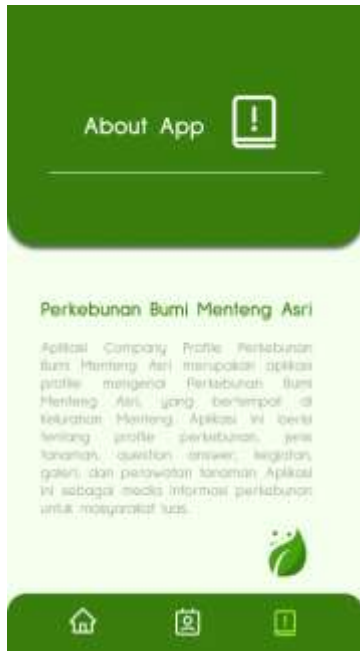 About App
Perkebunan Bumi Menteng Asri
Aplikasi Company Profile Perkebunan
Bumi Menteng Asri merupakan aplikasi
profile mengenai Perkebunan Bumi
Menteng Asri, yang bertempat di
Kelurahan Menteng. Aplikasi ini berisi
tentang profile perkebunan, jenis
tanaman, question answer, kegiatan,
galeri, dan perawatan tanaman. Aplikasi
ini sebagai media informasi perkebunan
untuk masyarakat luas.